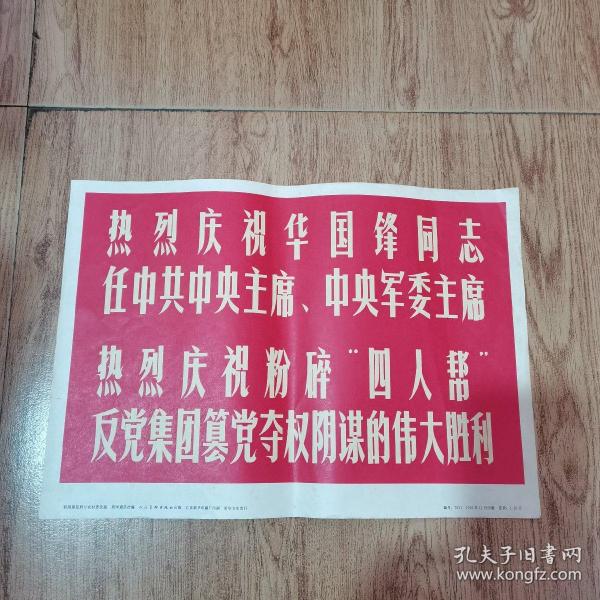 热烈庆祝华国锋同志
任中共中央主席、中央军委主席
热烈庆祝粉碎“四人帮”
反党集团篡党夺权阴谋的伟大胜利
孔夫子旧书网
www.kongfz.com